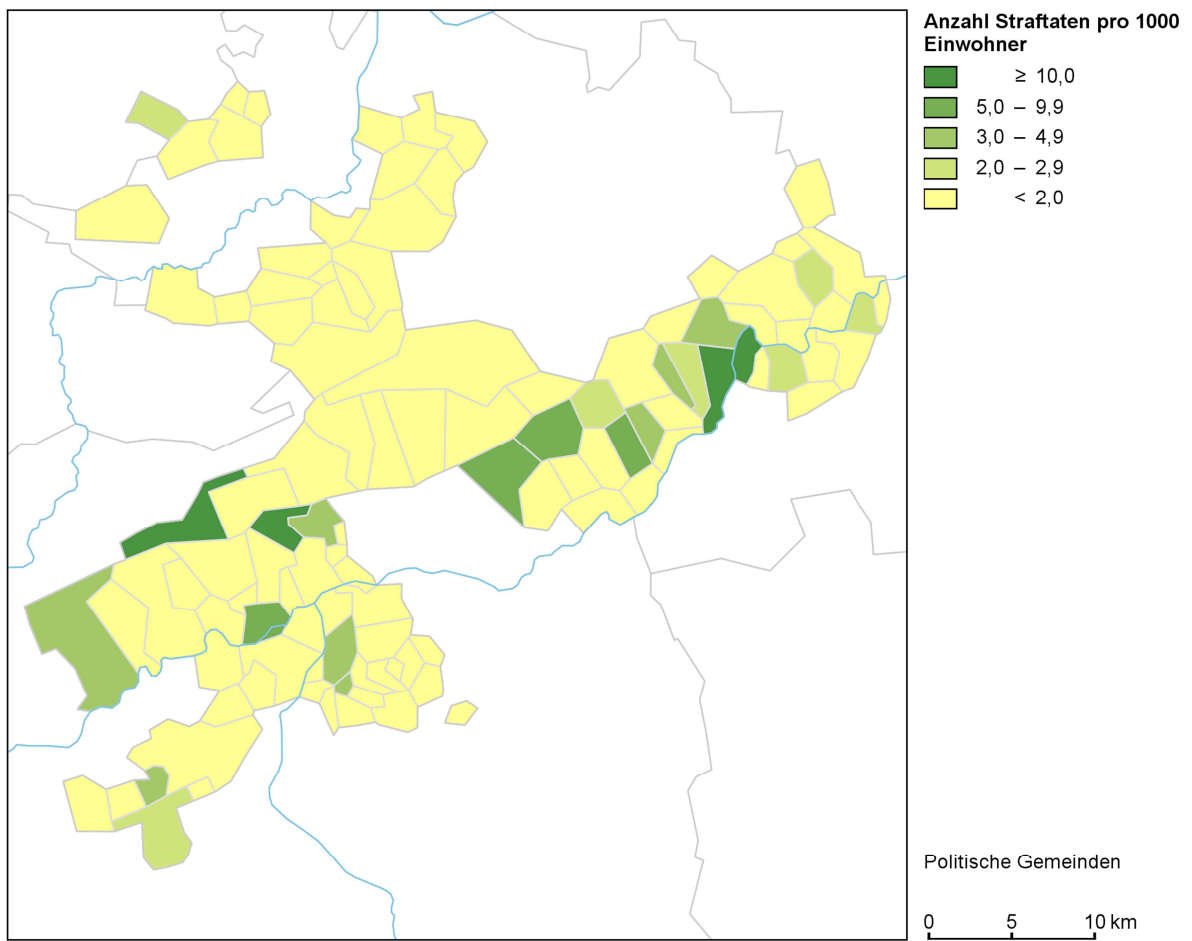 Anzahl Straftaten pro 1000
Einwohner
≥ 10,0
5,0 – 9,9
3,0 – 4,9
2,0 – 2,9
< 2,0
Politische Gemeinden
0 5 10 km